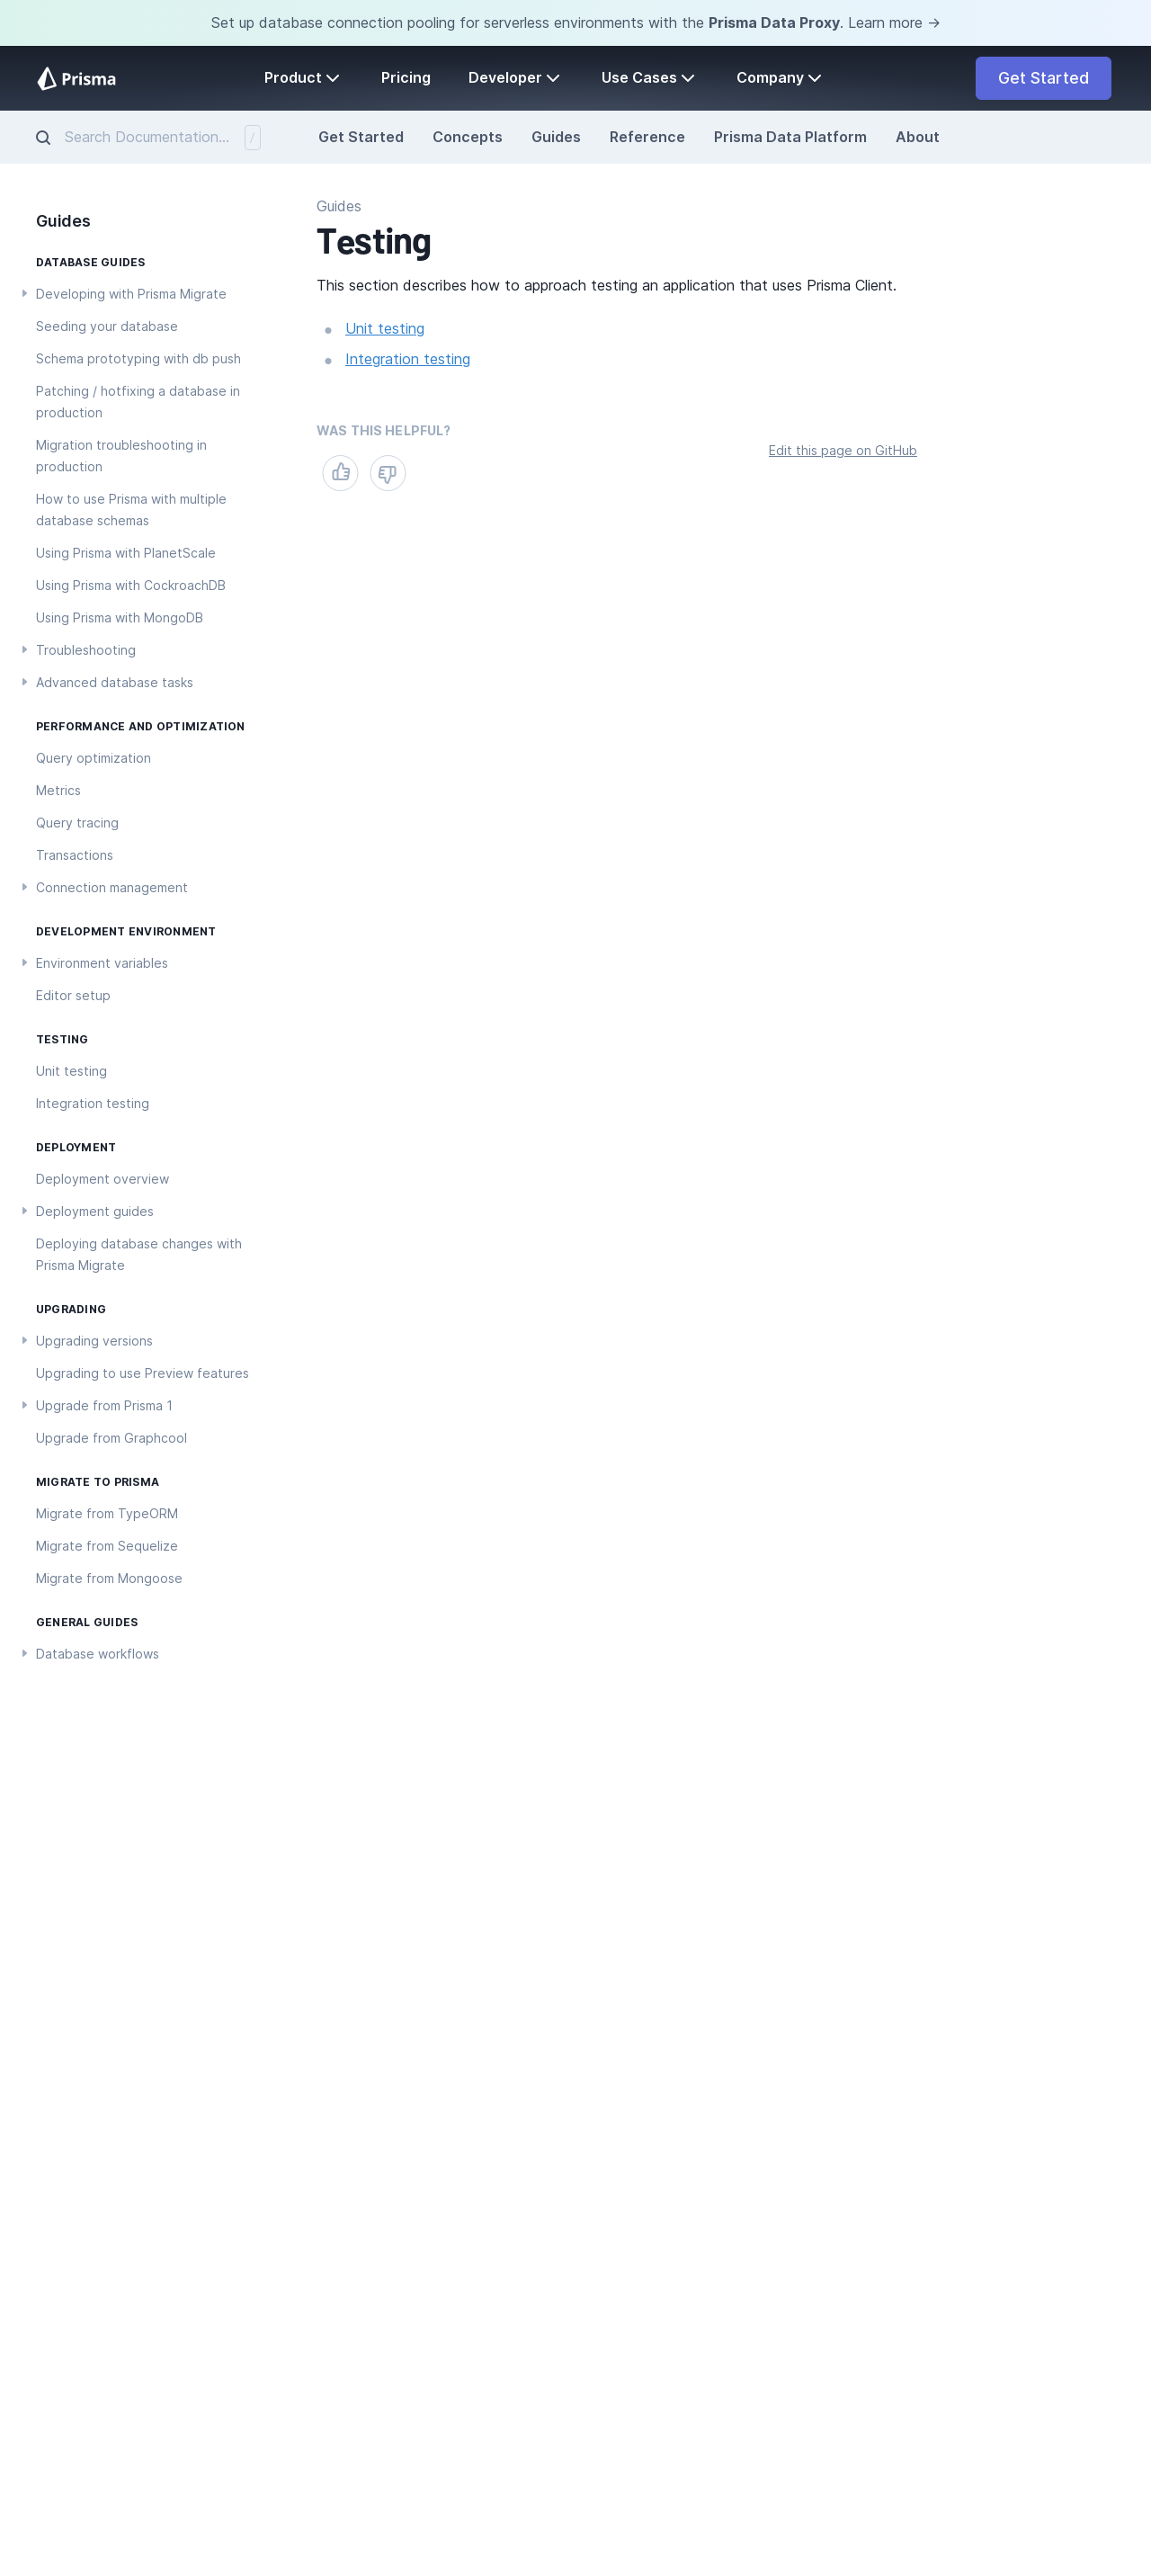 Set up database connection pooling for serverless environments with the Prisma Data Proxy. Learn more →
Prisma
Product
Pricing
Developer
Use Cases
Company
Get Started
Search Documentation...
/
Get Started
Concepts
Guides
Reference
Prisma Data Platform
About
Guides
DATABASE GUIDES
Developing with Prisma Migrate
Seeding your database
Schema prototyping with db push
Patching / hotfixing a database in
production
Migration troubleshooting in
production
How to use Prisma with multiple
database schemas
Using Prisma with PlanetScale
Using Prisma with CockroachDB
Using Prisma with MongoDB
Troubleshooting
Advanced database tasks
PERFORMANCE AND OPTIMIZATION
Query optimization
Metrics
Query tracing
Transactions
Connection management
DEVELOPMENT ENVIRONMENT
Environment variables
Editor setup
TESTING
Unit testing
Integration testing
DEPLOYMENT
Deployment overview
Deployment guides
Deploying database changes with
Prisma Migrate
UPGRADING
Upgrading versions
Upgrading to use Preview features
Upgrade from Prisma 1
Upgrade from Graphcool
MIGRATE TO PRISMA
Migrate from TypeORM
Migrate from Sequelize
Migrate from Mongoose
GENERAL GUIDES
Database workflows
Guides
Testing
This section describes how to approach testing an application that uses Prisma Client.
Unit testing
Integration testing
WAS THIS HELPFUL?
Edit this page on GitHub